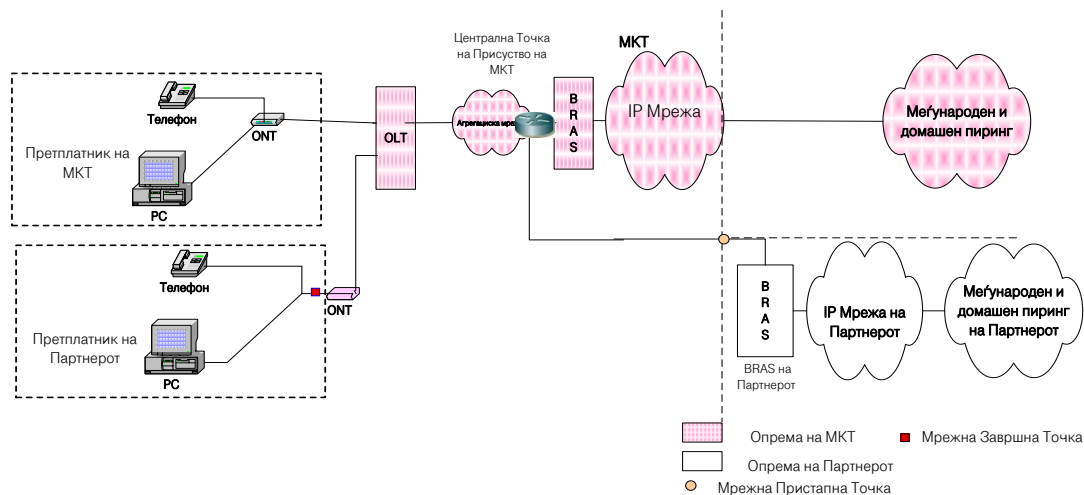 Централна Точка
на Присуство на
МКТ
МКТ
Телефон
ONT
Претплатник на
МКТ
PC
OLT
Агрегациска
B
R
A
S
IP Мрежа
Меѓународен и
домашен пиринг
Телефон
ONT
Претплатник на
Партнерот
PC
B
R
A
S
BRAS на
Партнерот
IP Мрежа на
Партнерот
Меѓународен и
домашен пиринг
на Партнерот
Опрема на МКТ
Мрежна Завршна Точка
Опрема на Партнерот
Мрежна Пристапна Точка